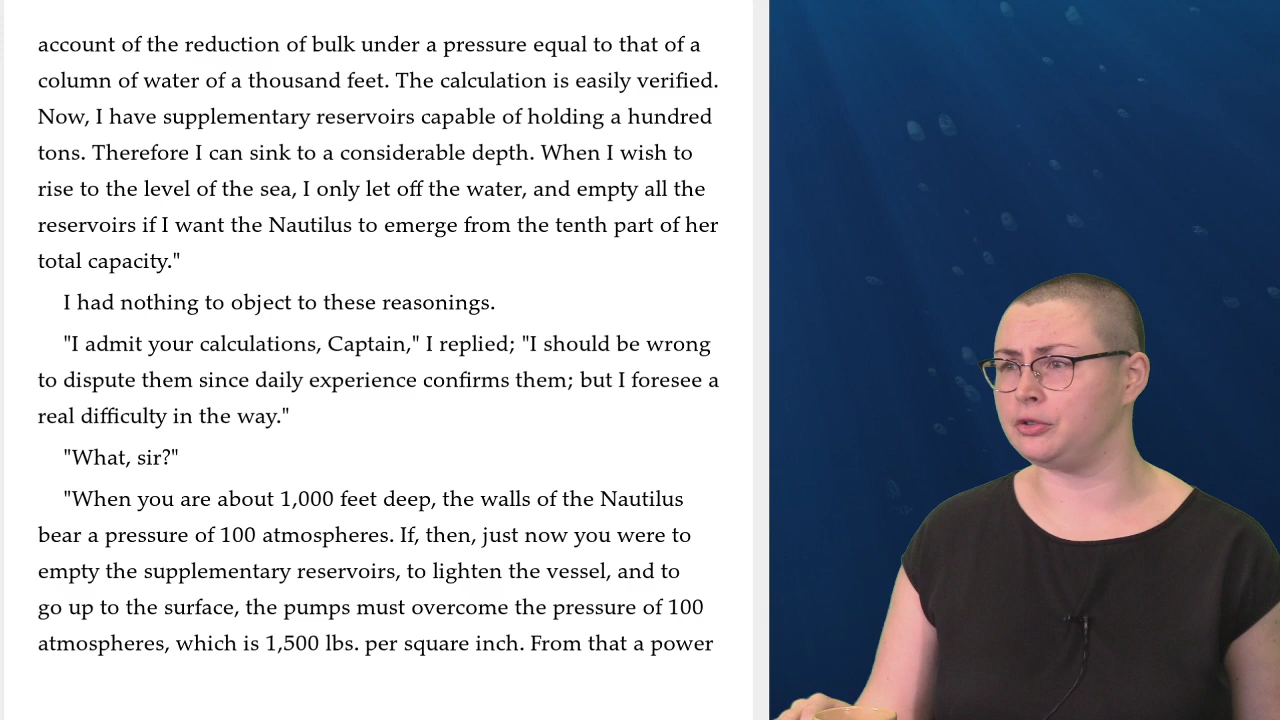 account of the reduction of bulk under a pressure equal to that of a
column of water of a thousand feet. The calculation is easily verified.
Now, I have supplementary reservoirs capable of holding a hundred
tons. Therefore I can sink to a considerable depth. When I wish to
rise to the level of the sea, I only let off the water, and empty all the
reservoirs if I want the Nautilus to emerge from the tenth part of her
total capacity."
I had nothing to object to these reasonings.
"I admit your calculations, Captain," I replied; "I should be wrong
to dispute them since daily experience confirms them; but I foresee a
real difficulty in the way."
"What, sir?"
"When you are about 1,000 feet deep, the walls of the Nautilus
bear a pressure of 100 atmospheres. If, then, just now you were to
empty the supplementary reservoirs, to lighten the vessel, and to
go up to the surface, the pumps must overcome the pressure of 100
atmospheres, which is 1,500 lbs. per square inch. From that a power